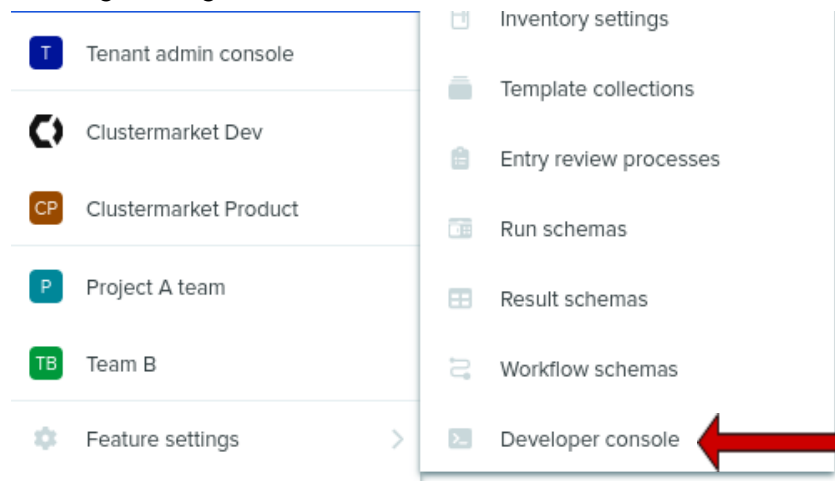 T Tenant admin console
Clustermarket Dev
CP Clustermarket Product
P Project A team
TB Team B
Feature settings
Inventory settings
Template collections
Entry review processes
Run schemas
Result schemas
Workflow schemas
Developer console